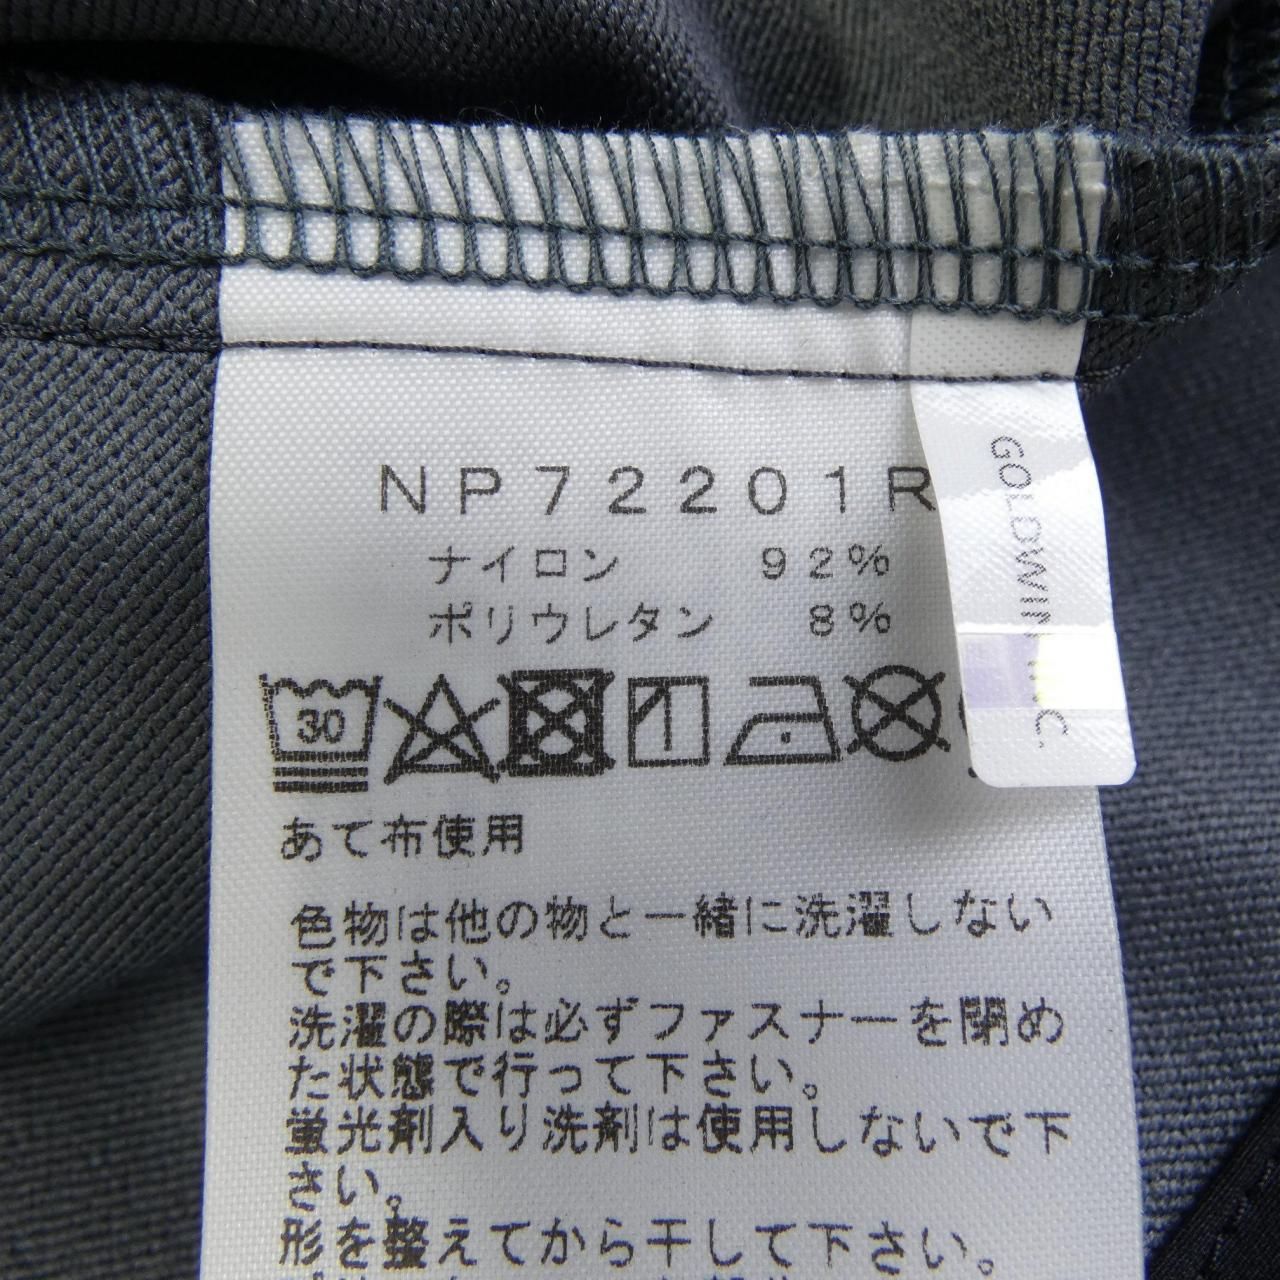 NP72201R
ナイロン 92%
ポリウレタン 8%
GOLDWIN INC.
30
あて布使用
色物は他の物と一緒に洗濯しない
で下さい。
洗濯の際は必ずファスナーを閉め
た状態で行って下さい。
蛍光剤入り洗剤は使用しないで下
さい。
形を整えてから干して下さい。